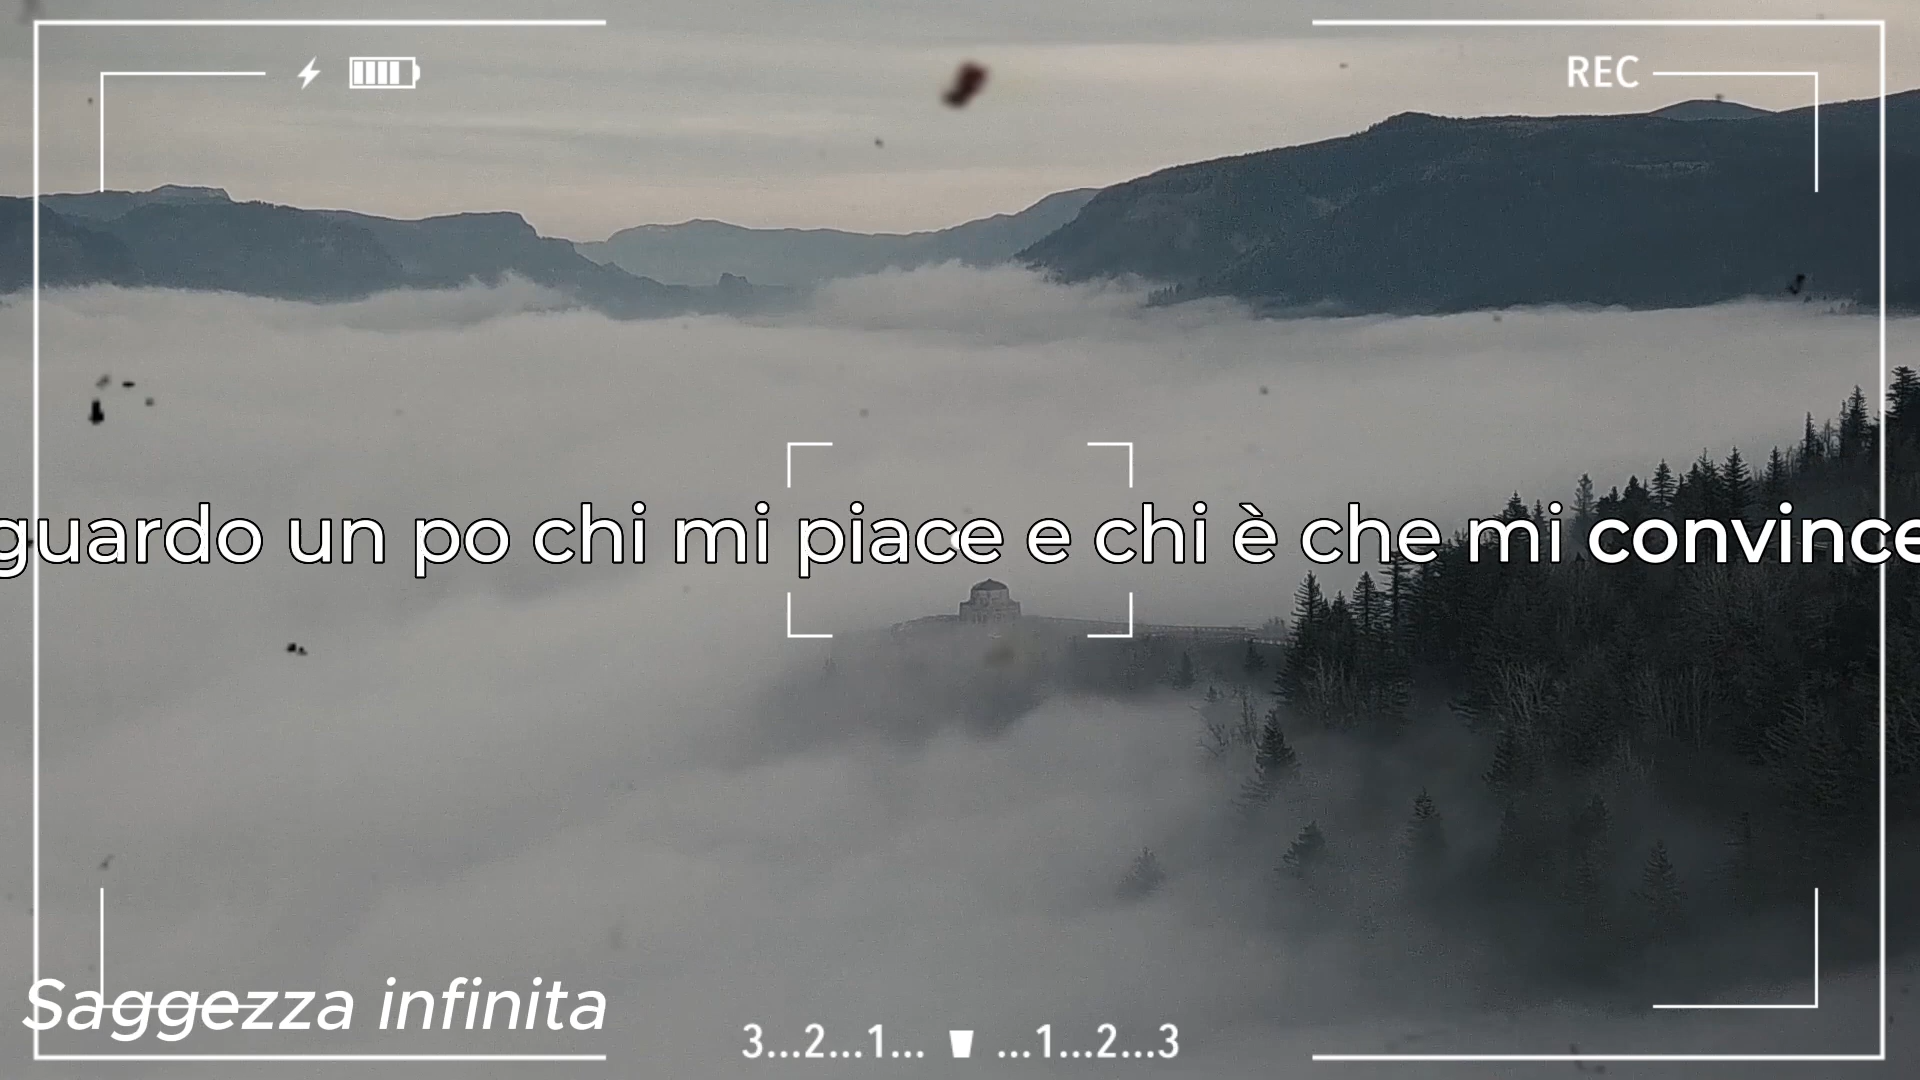 REC
guardo un po chi mi piace e chi è che mi convince
Saggezza infinita
3...2...1... ...1...2...3